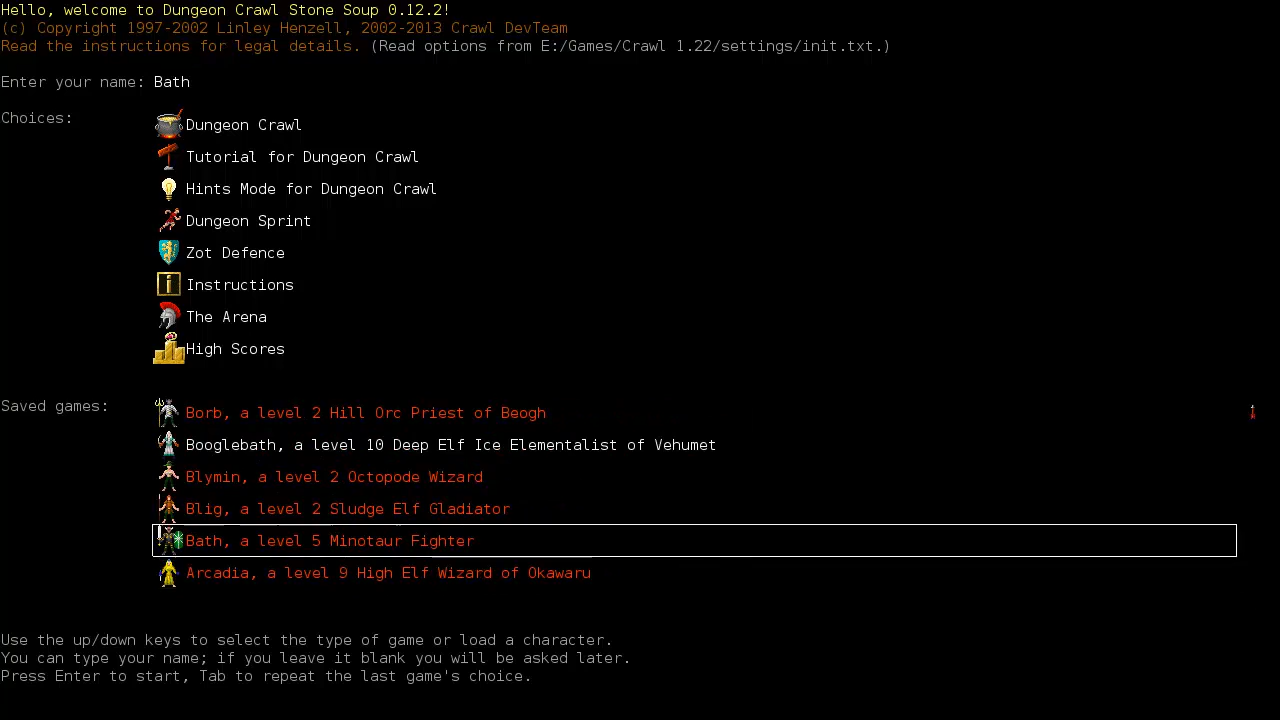 Hello, welcome to Dungeon Crawl Stone Soup 0.12.2!
(c) Copyright 1997-2002 Linley Henzell, 2002-2013 Crawl DevTeam
Read the instructions for legal details. (Read options from E:/Games/Crawl 1.22/settings/init.txt.)
Enter your name: Bath
Choices:
Dungeon Crawl
Tutorial for Dungeon Crawl
Hints Mode for Dungeon Crawl
Dungeon Sprint
Zot Defence
Instructions
The Arena
High Scores
Saved games:
Borb, a level 2 Hill Orc Priest of Beogh
Booglebath, a level 10 Deep Elf Ice Elementalist of Vehumet
Blymin, a level 2 Octopode Wizard
Blig, a level 2 Sludge Elf Gladiator
Bath, a level 5 Minotaur Fighter
Arcadia, a level 9 High Elf Wizard of Okawaru
Use the up/down keys to select the type of game or load a character.
You can type your name; if you leave it blank you will be asked later.
Press Enter to start, Tab to repeat the last game's choice.